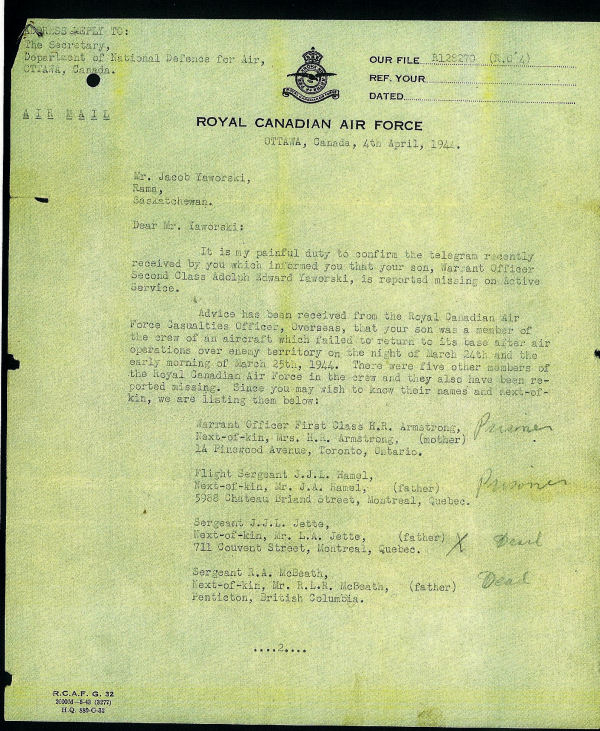 ADDRESS REPLY TO:
The Secretary,
Department of National Defence for Air,
OTTAWA, Canada.
AIR MAIL
OUR FILE R128270 (R.O.4)
REF. YOUR
DATED
ROYAL CANADIAN AIR FORCE
OTTAWA, Canada, 4th April, 1944.
Mr. Jacob Yaworski,
Rama,
Saskatchewan.
Dear Mr. Yaworski:
It is my painful duty to confirm the telegram recently
received by you which informed you that your son, Warrant Officer
Second Class Adolph Edward Yaworski, is reported missing on Active
Service.
Advice has been received from the Royal Canadian Air
Force Casualties Officer, Overseas, that your son was a member of
the crew of an aircraft which failed to return to its base after air
operations over enemy territory on the night of March 24th and the
early morning of March 25th, 1944. There were five other members of
the Royal Canadian Air Force in the crew and they also have been re-
ported missing. Since you may wish to know their names and next-of-
kin, we are listing them below:
Warrant Officer First Class H.R. Armstrong, Prisoner
Next-of-kin, Mrs. H.R. Armstrong, (mother)
1A Pinewood Avenue, Toronto, Ontario.
Flight Sergeant J.J.L. Hamel,
Next-of-kin, Mr. J.A. Hamel, (father) Prisoner
5988 Chateau Briand Street, Montreal, Quebec.
Sergeant J.J.L. Jette,
Next-of-kin, Mr. L.A. Jette, (father) X Dead
711 Couvent Street, Montreal, Quebec.
Sergeant R.A. McBeath, Dead
Next-of-kin, Mr. R.L.R. McBeath, (father)
Penticton, British Columbia.
....2....
R.C.A.F. G. 32
H.Q. 885-G-32